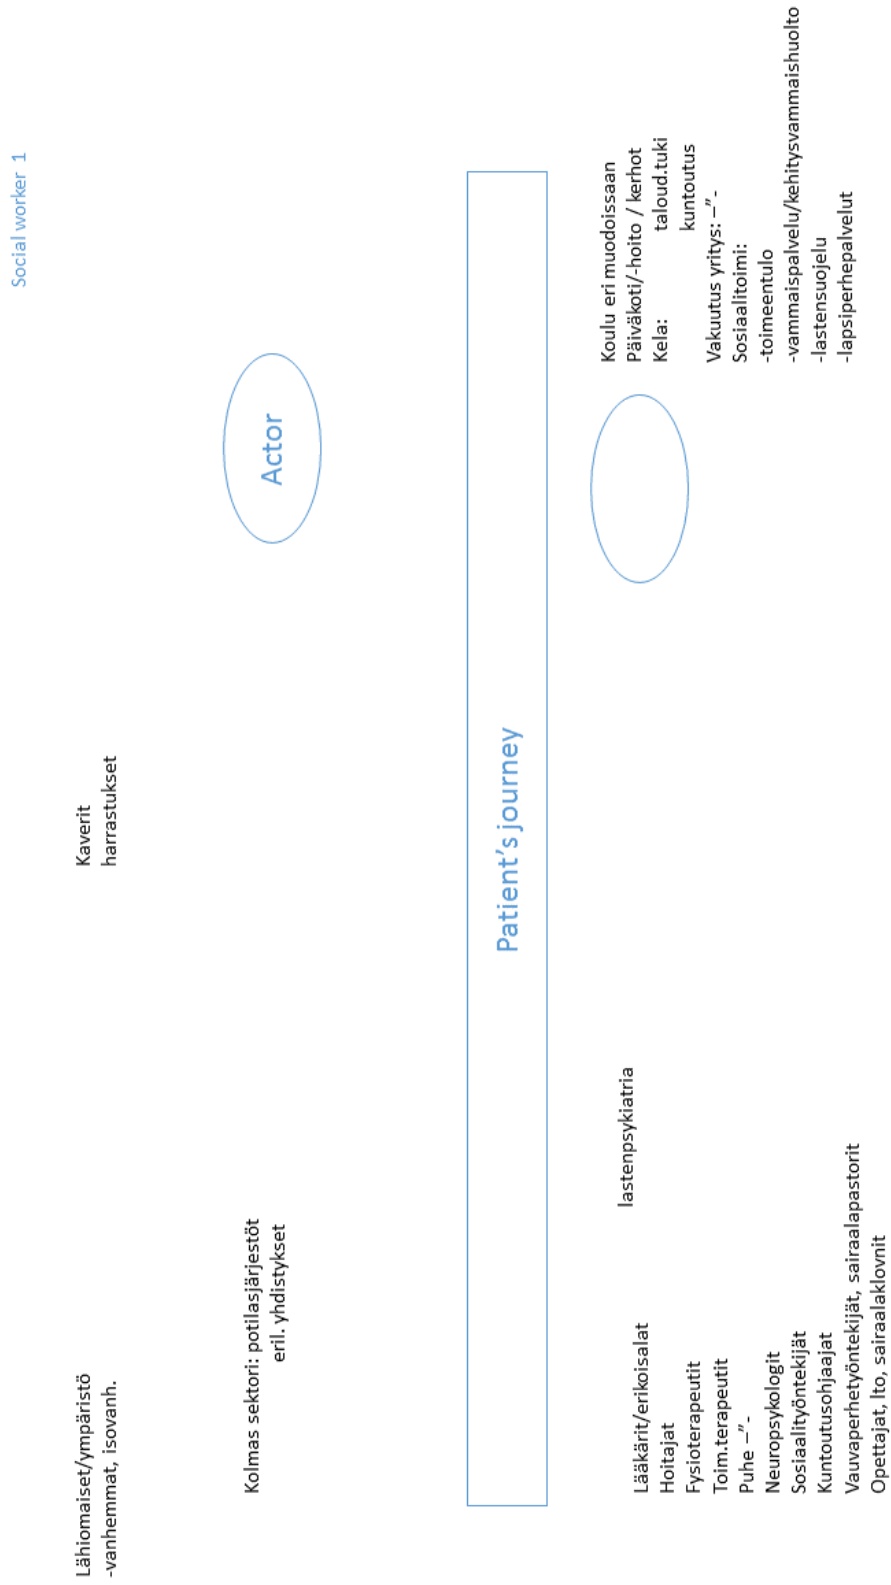 Social worker 1
Lähiomaiset/ympäristö
-vanhemmat, isovanh.
Kaverit
harrastukset
Kolmas sektori: potilasjärjestöt
eril. yhdistykset
Actor
Patient's journey
Lääkärit/erikoisalat
Hoitajat
Fysioterapeutit
Toim.terapeutit
Puhe –”-
Neuropsykologit
Sosiaalityöntekijät
Kuntoutusohjaajat
Vauvaperhetyöntekijät, sairaalapastorit
Opettajat, lto, sairaalaklovnit
lastenpsykiatria
Koulu eri muodoissaan
Päiväkoti/-hoito / kerhot
Kela: taloud.tuki
kuntoutus
Vakuutus yritys: –”-
Sosiaalitoimi:
-toimeentulo
-vammaispalvelu/kehitysvammaishuolto
-lastensuojelu
-lapsiperhepalvelut